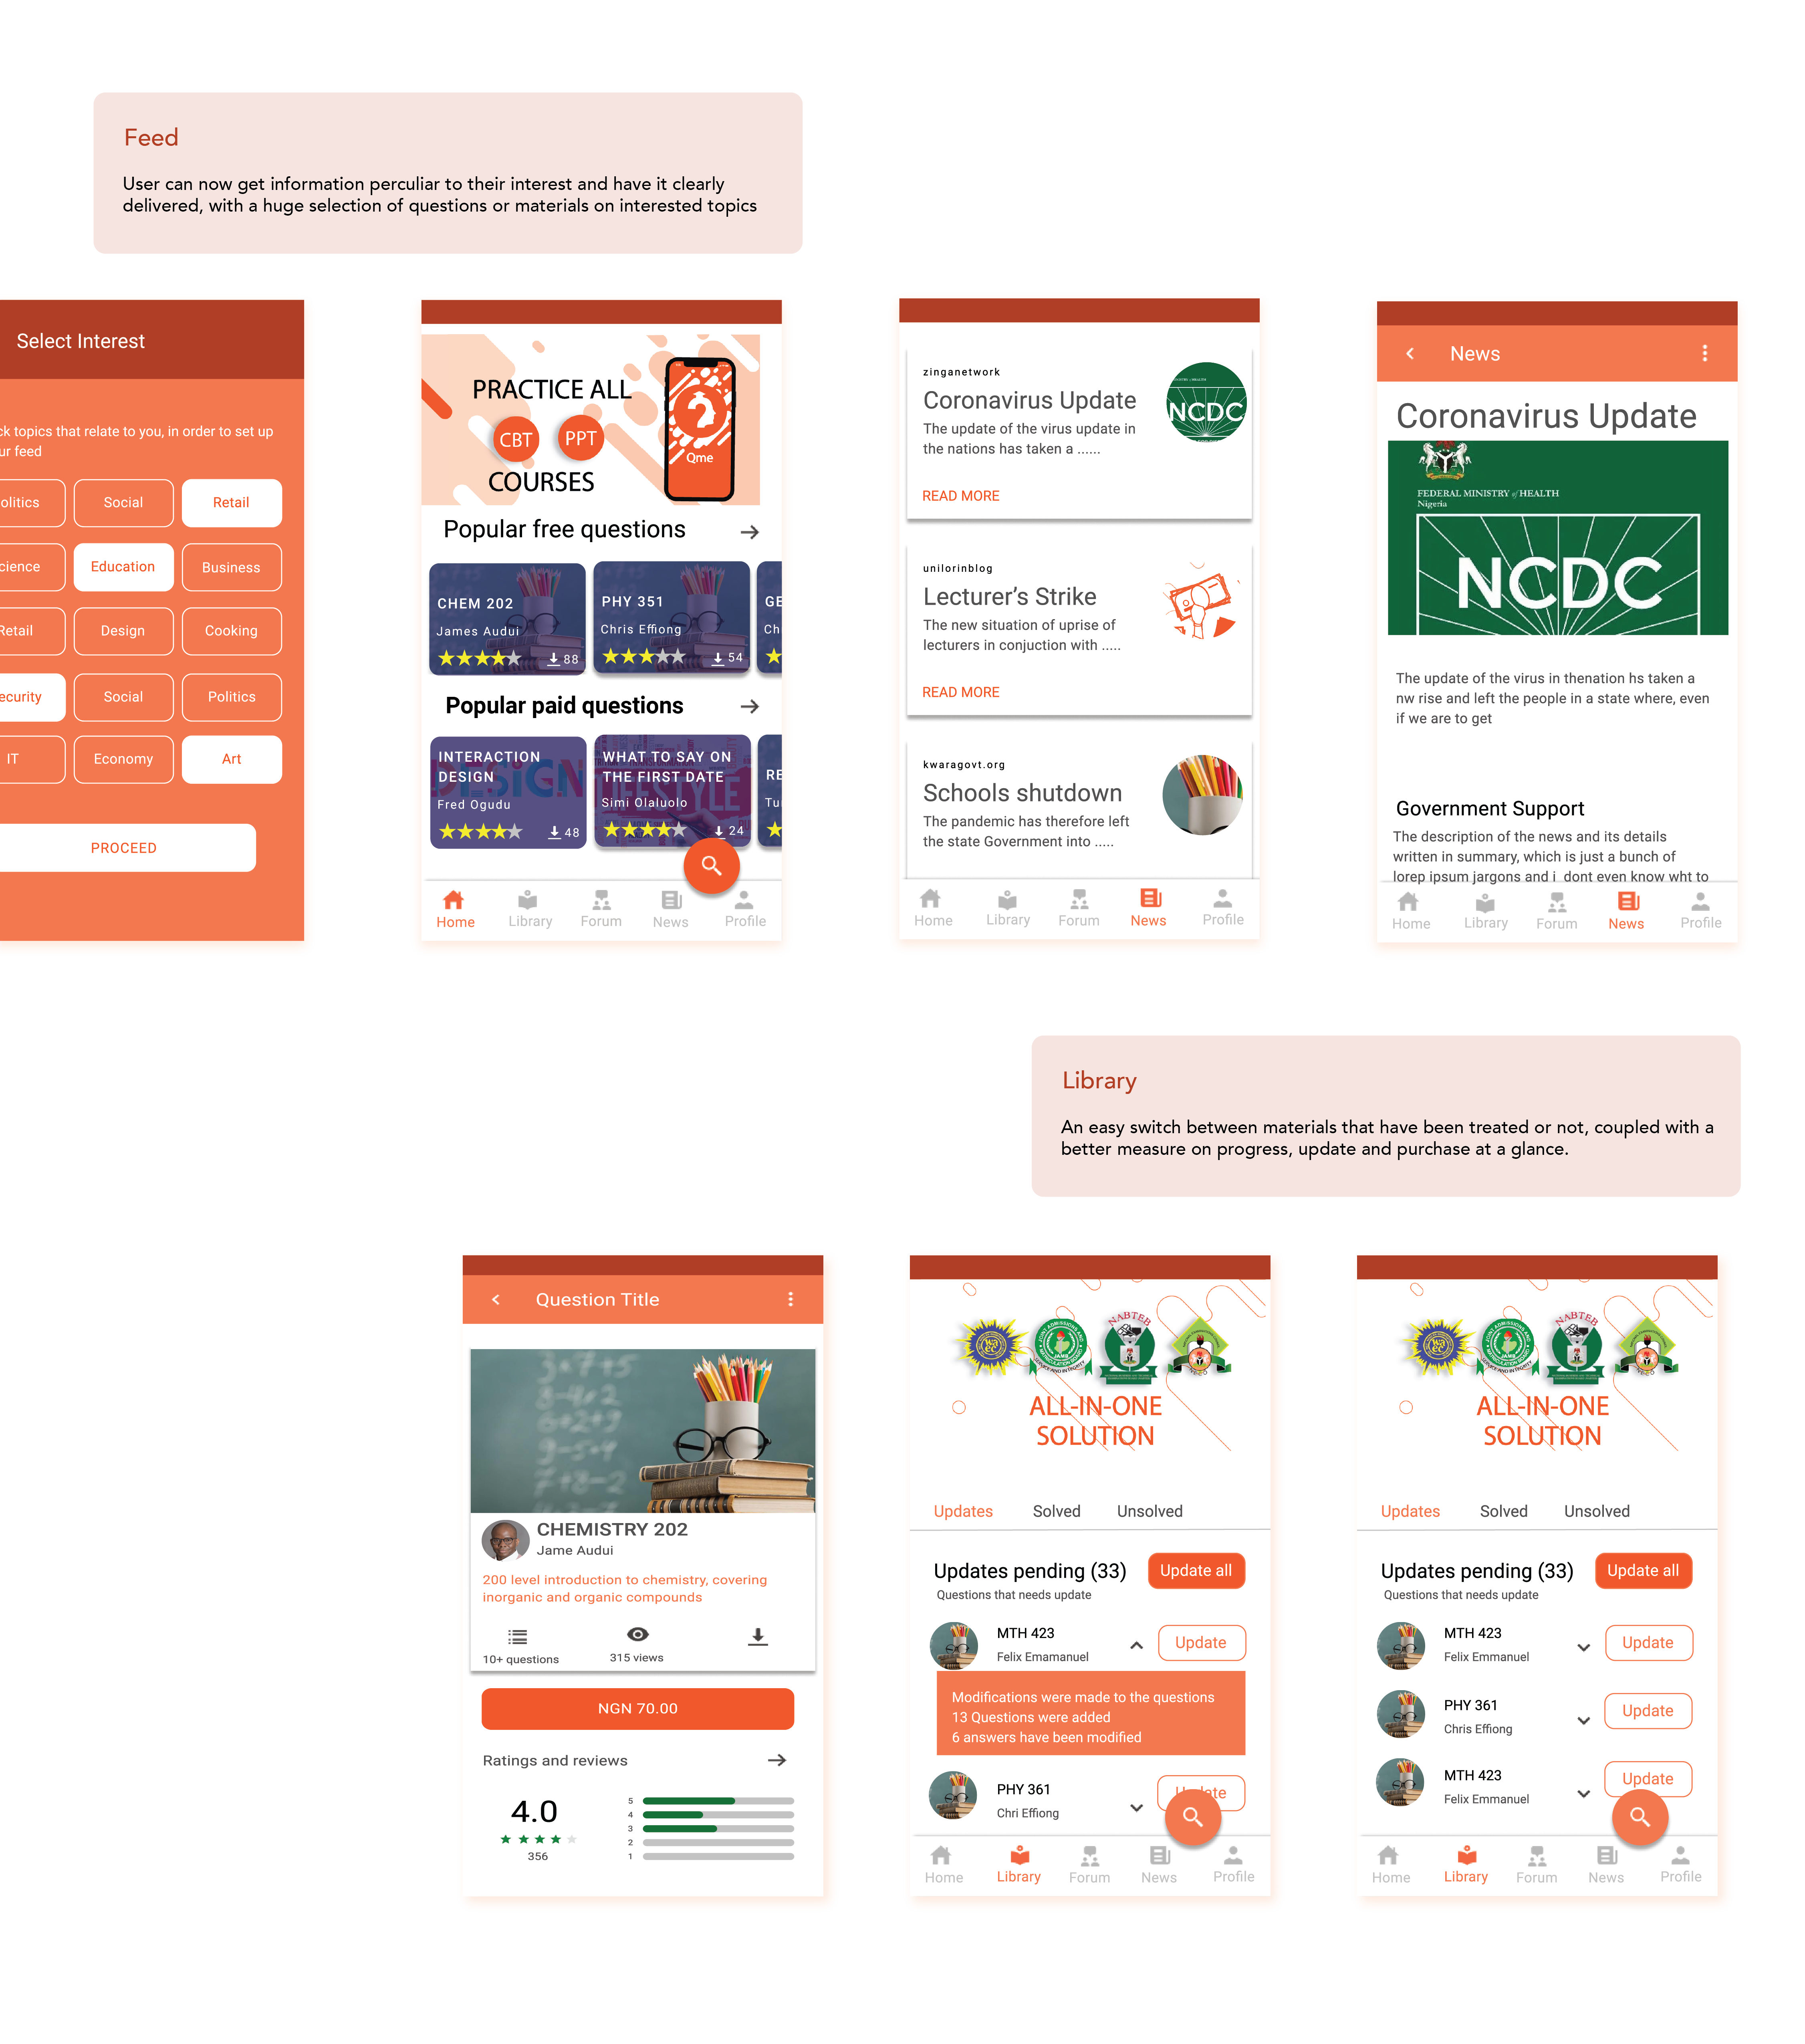 Feed
User can now get information perculiar to their interest and have it clearly
delivered, with a huge selection of questions or materials on interested topics
Select Interest
topics that relate to you, in order to set up
feed
Social
Retail
Education
Business
Design
Cooking
Social
Politics
IT
Economy
Art
PROCEED
PRACTICE ALL
CBT
PPT
COURSES
Qme
Popular free questions
CHEM 202
James Audui
88
PHY 351
Chris Effiong
54
GE
Ch
Popular paid questions
INTERACTION
DESIGN
Fred Ogudu
48
WHAT TO SAY ON
THE FIRST DATE
Simi Olaluolo
24
RE
Home
Library
Forum
News
Profile
zinganetwork
Coronavirus Update
The update of the virus update in
the nations has taken a ......
READ MORE
NCDC
unilorinblog
Lecturer’s Strike
The new situation of uprise of
lecturers in conjuction with .....
READ MORE
kwaragovt.org
Schools shutdown
The pandemic has therefore left
the state Government into .....
Home
Library
Forum
News
Profile
News
Coronavirus Update
FEDERAL MINISTRY of HEALTH
Nigeria
NCDC
The update of the virus in thenation hs taken a
nw rise and left the people in a state where, even
if we are to get
Government Support
The description of the news and its details
written in summary, which is just a bunch of
lorep ipsum jargons and i dont even know wht to
Home
Library
Forum
News
Profile
Library
An easy switch between materials that have been treated or not, coupled with a
better measure on progress, update and purchase at a glance.
Question Title
CHEMISTRY 202
Jame Audui
200 level introduction to chemistry, covering
inorganic and organic compounds
10+ questions
315 views
NGN 70.00
Ratings and reviews
4.0
356
5
4
3
2
1
NABTEB
ALL-IN-ONE
SOLUTION
Updates
Solved
Unsolved
Updates pending (33)
Update all
Questions that needs update
MTH 423
Felix Emamanuel
Update
Modifications were made to the questions
13 Questions were added
6 answers have been modified
PHY 361
Chri Effiong
Home
Library
Forum
News
Profile
NABTEB
ALL-IN-ONE
SOLUTION
Updates
Solved
Unsolved
Updates pending (33)
Update all
Questions that needs update
MTH 423
Felix Emmanuel
Update
PHY 361
Chris Effiong
Update
MTH 423
Felix Emmanuel
Update
Home
Library
Forum
News
Profile